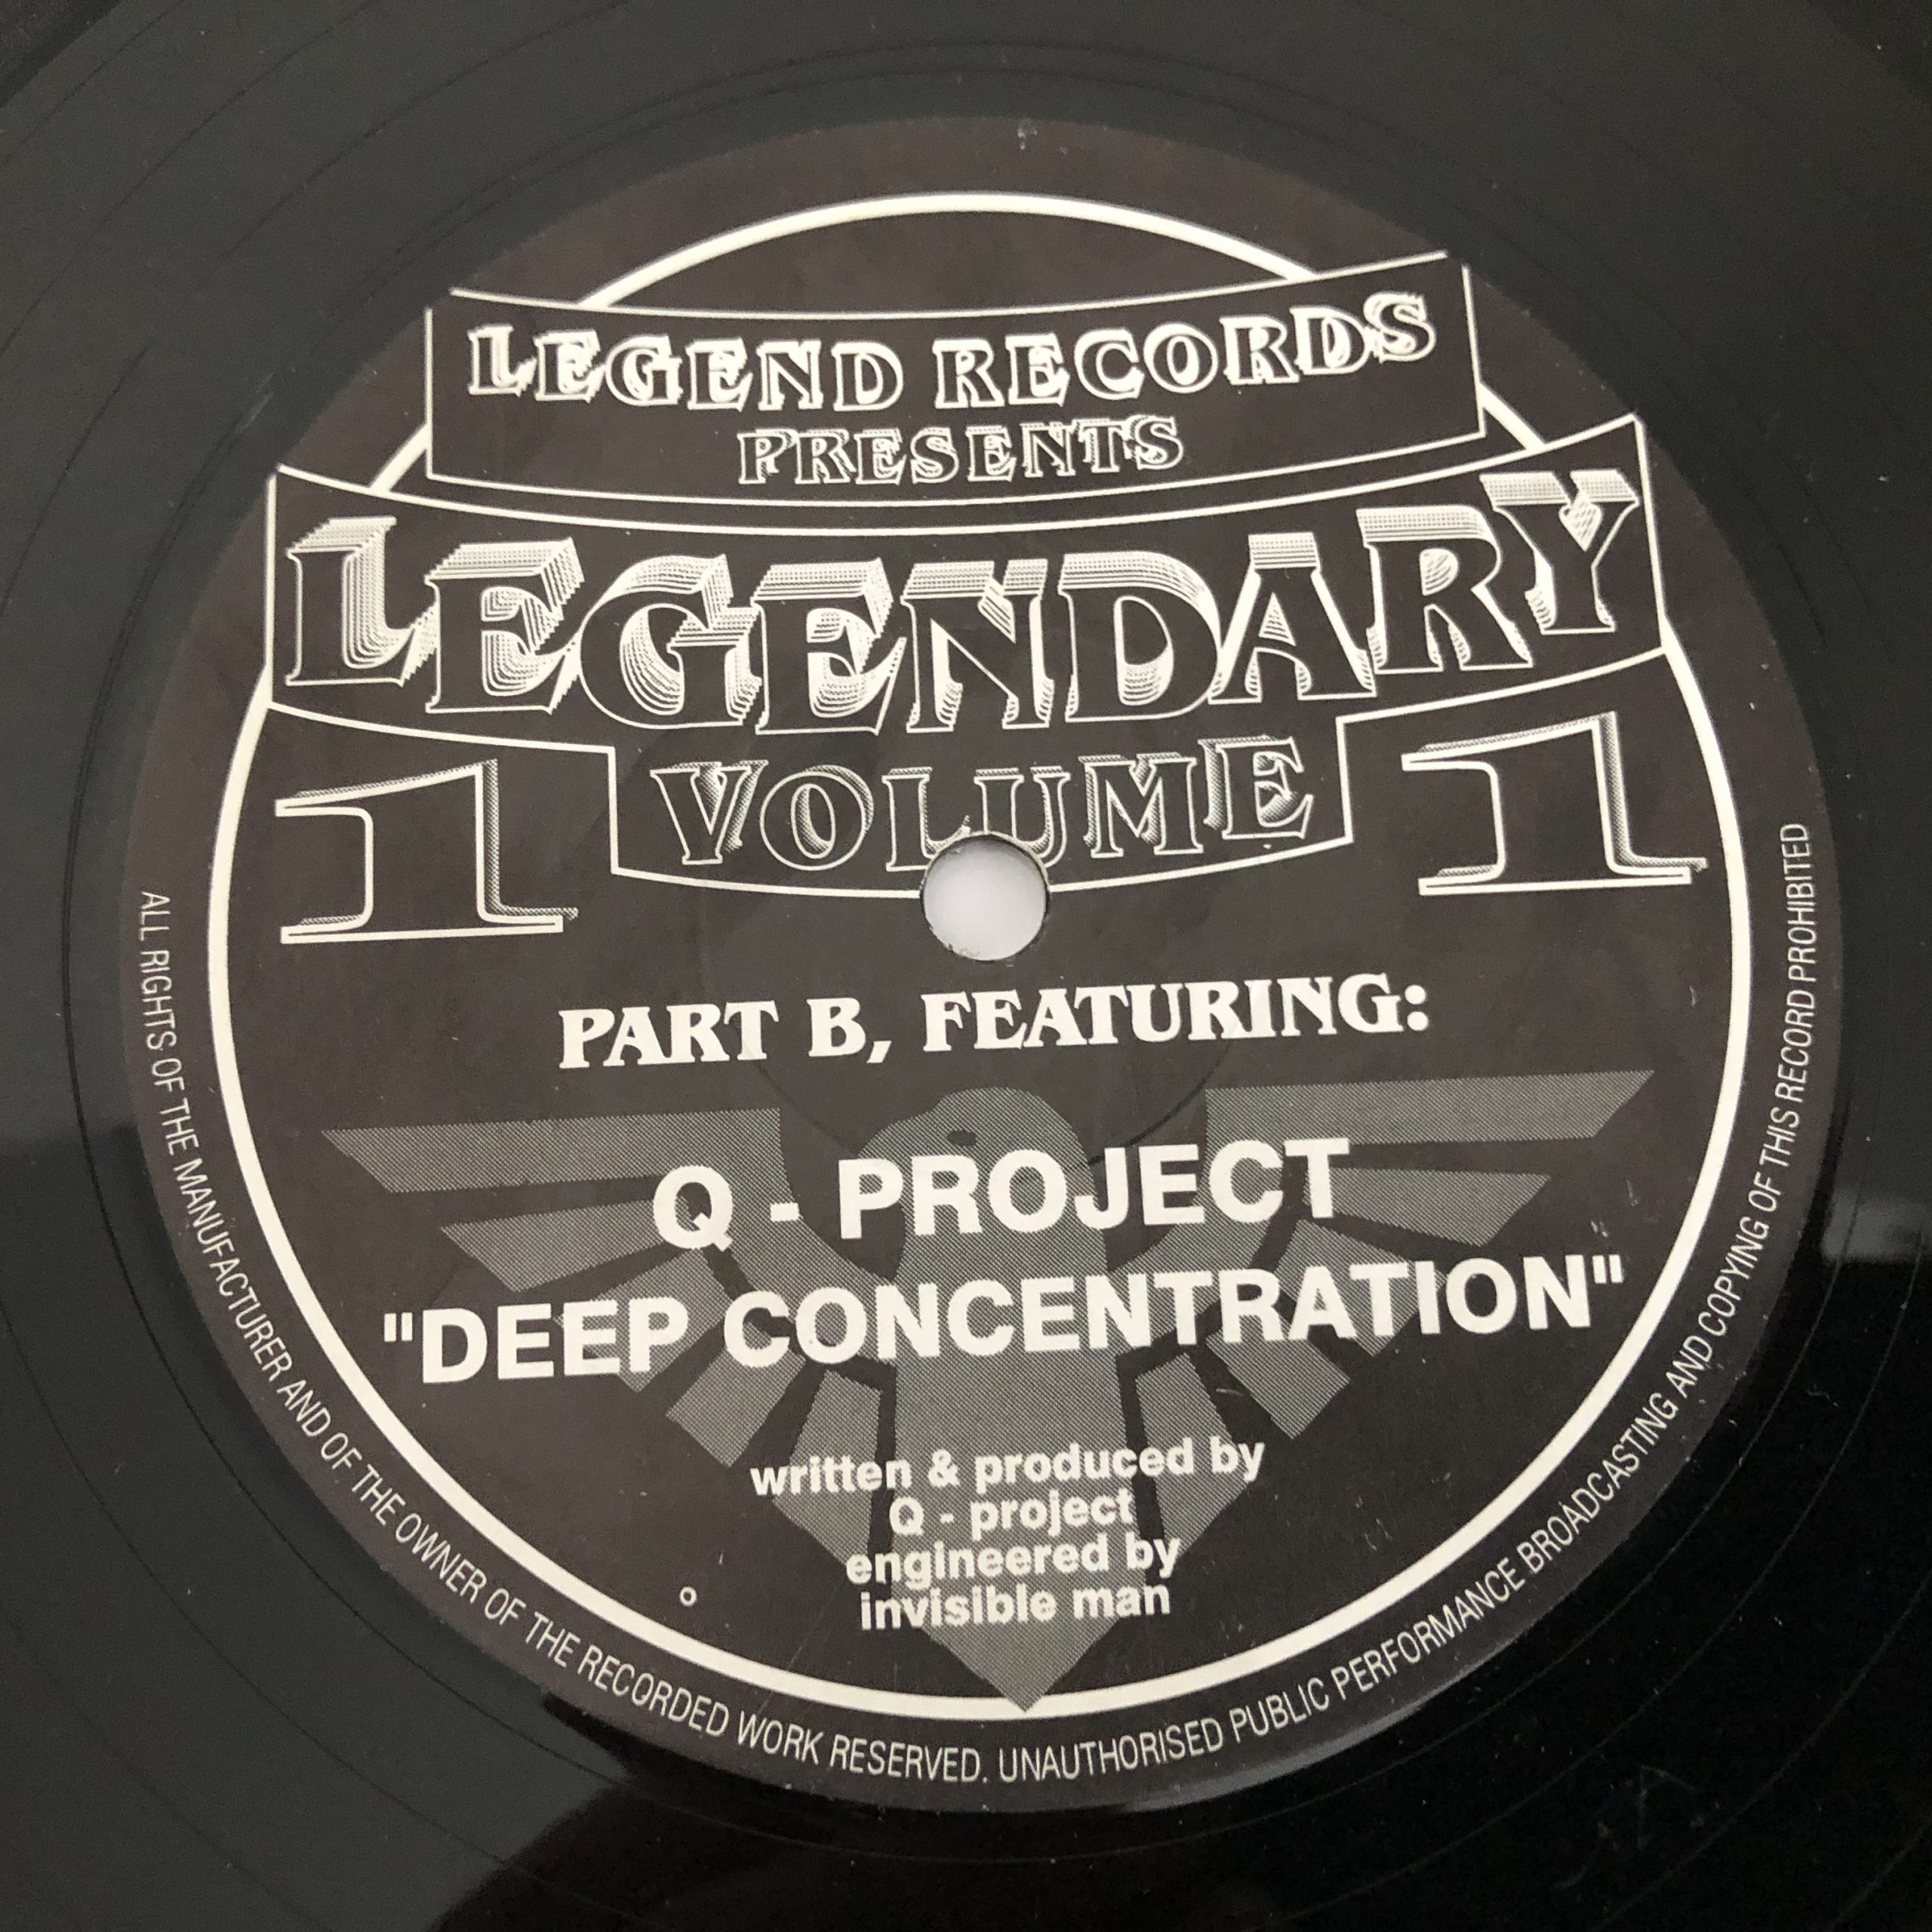 LEGEND RECORDS
PRESENTS
LEGENDARY
1 VOLUME 1
PART B, FEATURING:
Q - PROJECT
"DEEP CONCENTRATION"
written & produced by
Q - project
engineered by
invisible man
ALL RIGHTS OF THE MANUFACTURER AND OF THE OWNER OF THE RECORDED WORK RESERVED. UNAUTHORISED PUBLIC PERFORMANCE BROADCASTING AND COPYING OF THIS RECORD PROHIBITED